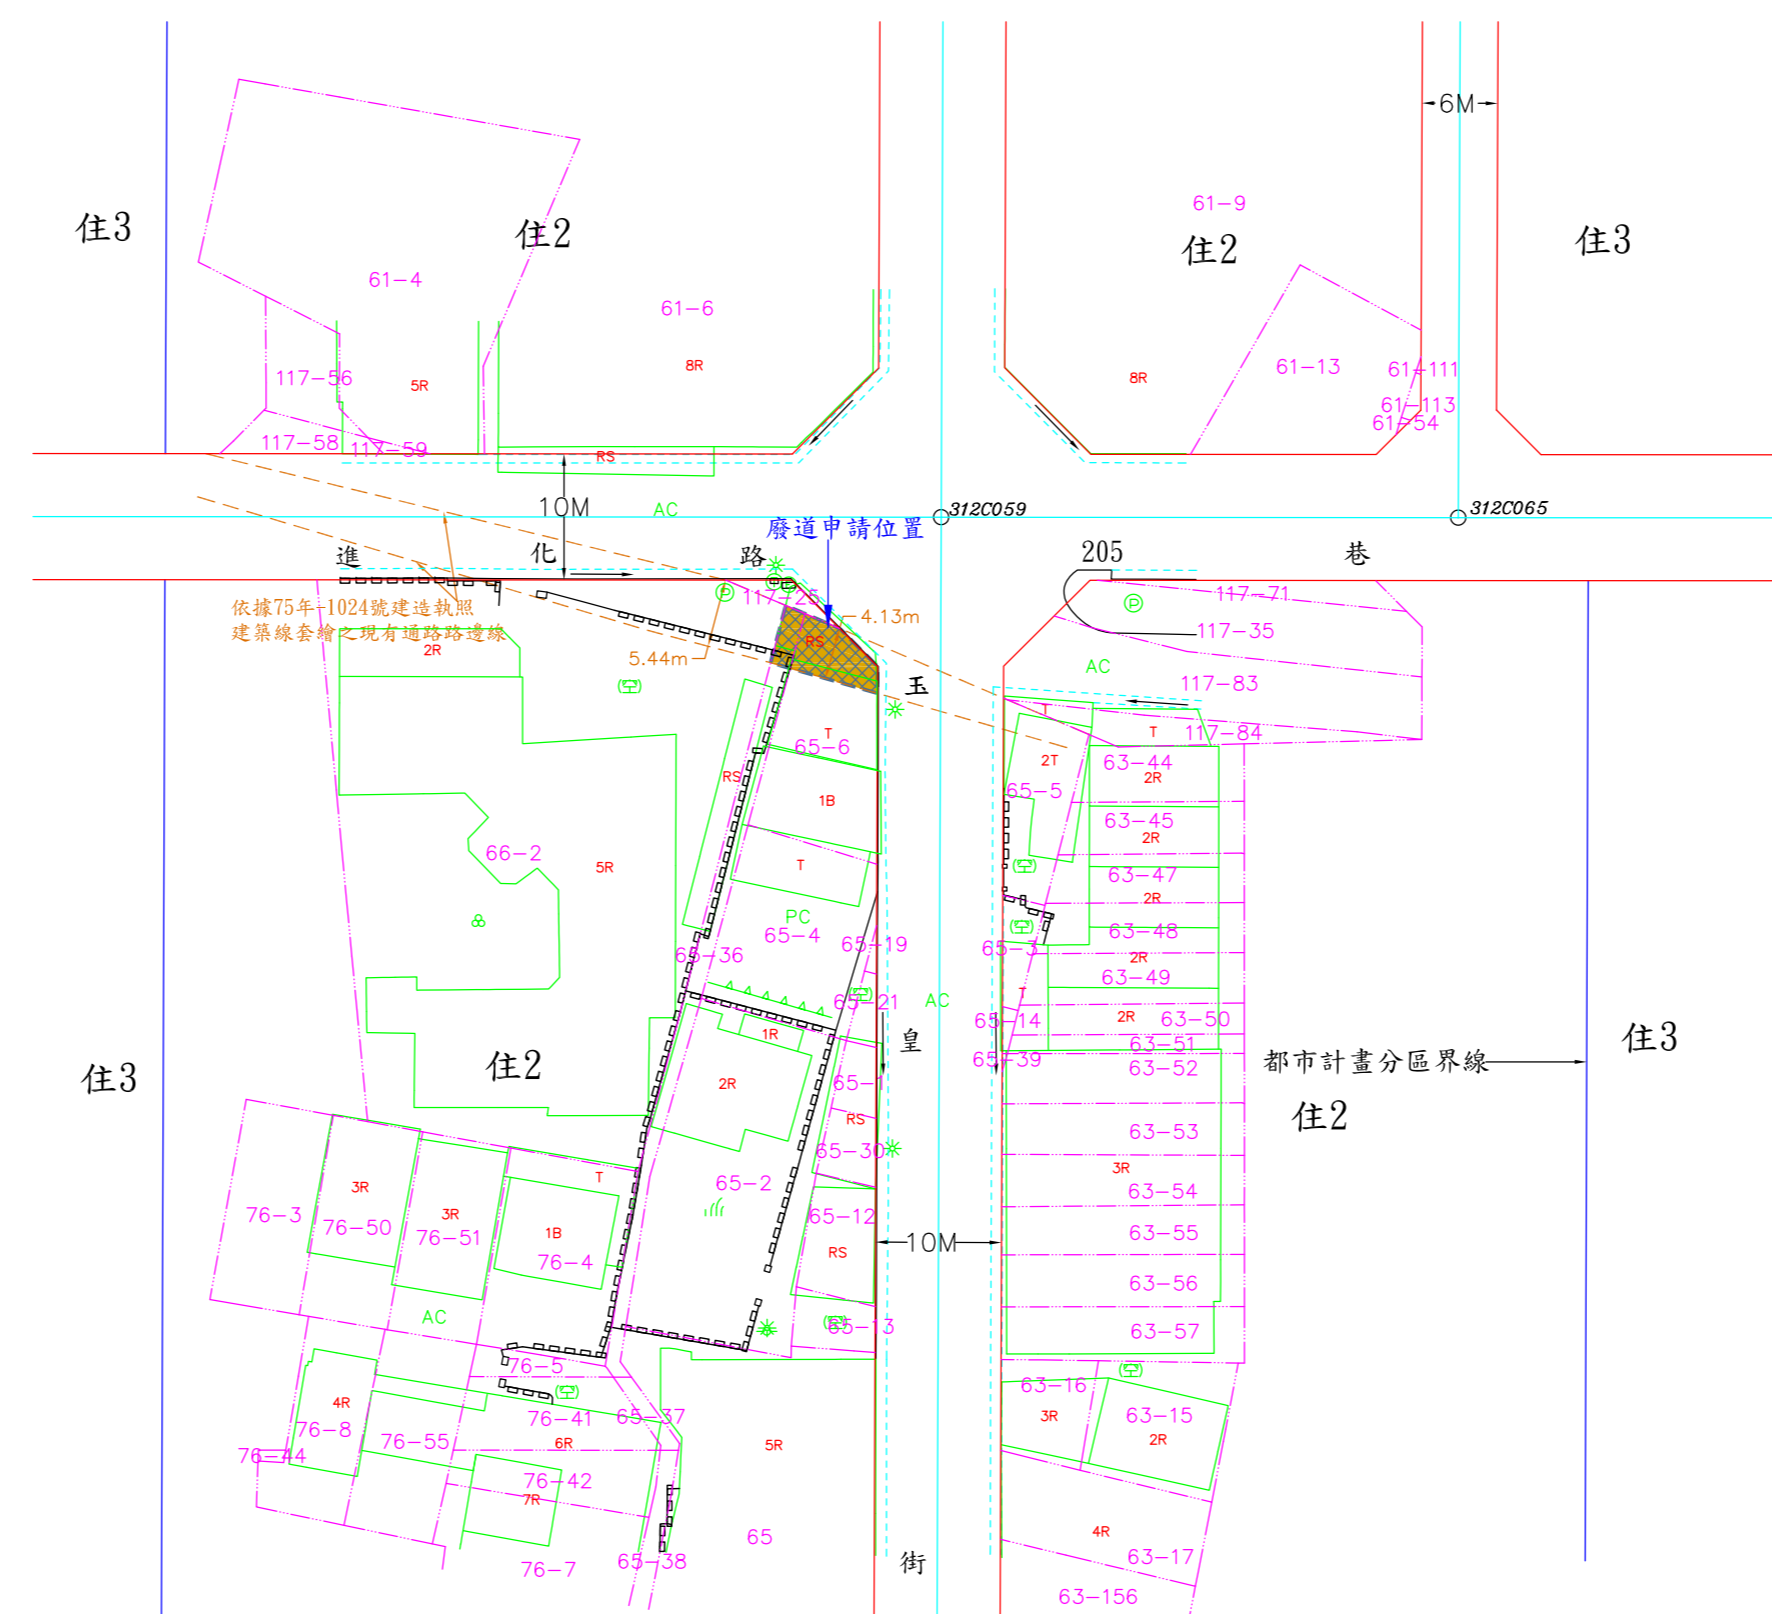 6M
61-9
住3
住2
住2
住3
61-4
61-6
117-56
5R
8R
8R
61-13
61-111
61-113
61-54
117-58
117-59
RS
10M
AC
312C059
312C065
廢道申請位置
進
化
路
205
巷
依據75年-1024號建造執照
建築線套繪之現有通路路邊線
117-25
4.13m
117-71
P
P
117-35
5.44m
RS
2R
AC
玉
117-83
T
T
117-84
T
65-6
RS
2T
65-5
63-44
2R
1B
63-45
2R
66-2
5R
T
63-47
2R
PC
65-4
65-19
65-36
65-3
63-48
2R
63-49
65-21
AC
T
65-14
2R
63-50
1R
皇
63-51
65-39
63-52
都市計畫分區界線
住3
住3
住2
2R
65-1
RS
住2
63-53
65-30
3R
T
65-2
63-54
3R
76-3
76-50
3R
76-51
1B
76-4
65-12
RS
10M
63-55
63-56
AC
65-13
63-57
76-5
63-16
4R
76-8
76-41
65-37
3R
63-15
2R
76-44
76-55
6R
5R
76-42
7R
65
4R
76-7
65-38
街
63-17
63-156